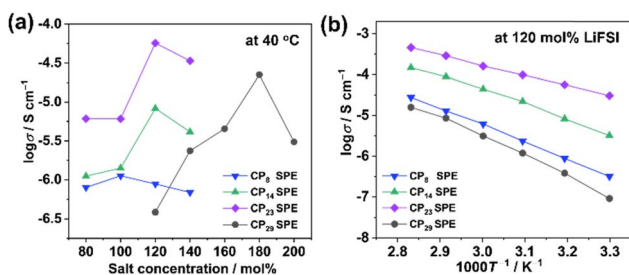 (a)
at 40 °C
logσ / S cm⁻¹
-4.0
-4.5
-5.0
-5.5
-6.0
-6.5
CP₈ SPE
CP₁₄ SPE
CP₂₃ SPE
CP₂₉ SPE
80 100 120 140 160 180 200
Salt concentration / mol%
(b)
at 120 mol% LiFSI
logσ / S cm⁻¹
-3
-4
-5
-6
-7
-8
CP₈ SPE
CP₁₄ SPE
CP₂₃ SPE
CP₂₉ SPE
2.8 2.9 3.0 3.1 3.2 3.3
1000T⁻¹ / K⁻¹